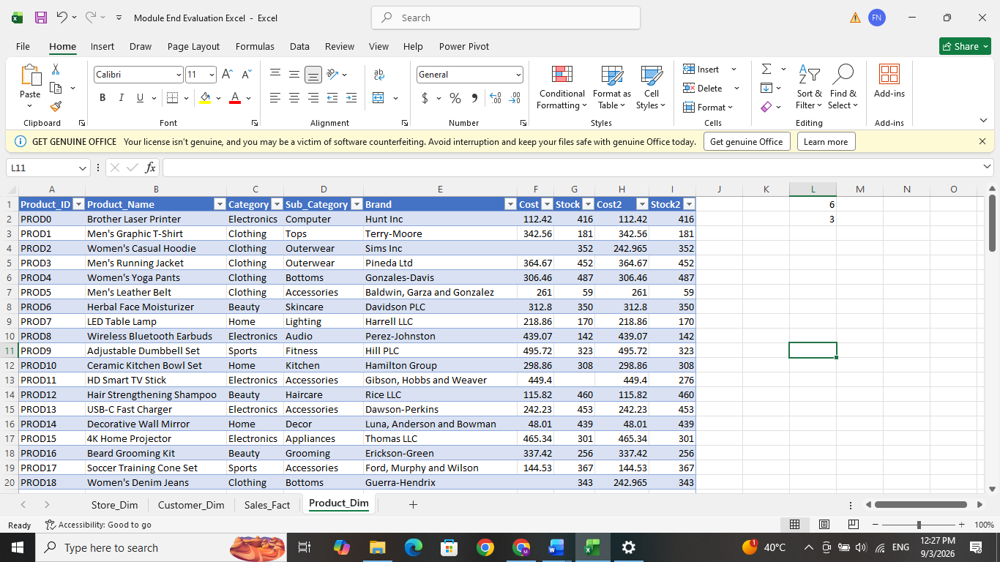 Module End Evaluation Excel - Excel
Search
FN
File Home Insert Draw Page Layout Formulas Data Review View Help Power Pivot
Share
Paste
Calibri 11
B I U
General
$ % 9
Conditional Formatting
Format as Table
Cell Styles
Insert
Delete
Format
Sort & Filter
Find & Select
Add-ins
Clipboard Font Alignment Number Styles Cells Editing Add-ins
GET GENUINE OFFICE Your license isn't genuine, and you may be a victim of software counterfeiting. Avoid interruption and keep your files safe with genuine Office today. Get genuine Office Learn more
L11 fx
A B C D E F G H I J K L M N O
1 Product_ID Product_Name Category Sub_Category Brand Cost Stock Cost2 Stock2 6
2 PROD0 Brother Laser Printer Electronics Computer Hunt Inc 112.42 416 112.42 416 3
3 PROD1 Men's Graphic T-Shirt Clothing Tops Terry-Moore 342.56 181 342.56 181
4 PROD2 Women's Casual Hoodie Clothing Outerwear Sims Inc 352 242.965 352
5 PROD3 Men's Running Jacket Clothing Outerwear Pineda Ltd 364.67 452 364.67 452
6 PROD4 Women's Yoga Pants Clothing Bottoms Gonzales-Davis 306.46 487 306.46 487
7 PROD5 Men's Leather Belt Clothing Accessories Baldwin, Garza and Gonzalez 261 59 261 59
8 PROD6 Herbal Face Moisturizer Beauty Skincare Davidson PLC 312.8 350 312.8 350
9 PROD7 LED Table Lamp Home Lighting Harrell LLC 218.86 170 218.86 170
10 PROD8 Wireless Bluetooth Earbuds Electronics Audio Perez-Johnston 439.07 142 439.07 142
11 PROD9 Adjustable Dumbbell Set Sports Fitness Hill PLC 495.72 323 495.72 323
12 PROD10 Ceramic Kitchen Bowl Set Home Kitchen Hamilton Group 298.86 308 298.86 308
13 PROD11 HD Smart TV Stick Electronics Accessories Gibson, Hobbs and Weaver 449.4 449.4 276
14 PROD12 Hair Strengthening Shampoo Beauty Haircare Rice LLC 115.82 460 115.82 460
15 PROD13 USB-C Fast Charger Electronics Accessories Dawson-Perkins 242.23 453 242.23 453
16 PROD14 Decorative Wall Mirror Home Decor Luna, Anderson and Bowman 48.01 439 48.01 439
17 PROD15 4K Home Projector Electronics Appliances Thomas LLC 465.34 301 465.34 301
18 PROD16 Beard Grooming Kit Beauty Grooming Erickson-Green 337.42 256 337.42 256
19 PROD17 Soccer Training Cone Set Sports Accessories Ford, Murphy and Wilson 144.53 367 144.53 367
20 PROD18 Women's Denim Jeans Clothing Bottoms Guerra-Hendrix 343 242.965 343
Store_Dim Customer_Dim Sales_Fact Product_Dim
Ready Accessibility: Good to go 100%
Type here to search
40°C ENG 12:27 PM
9/3/2026